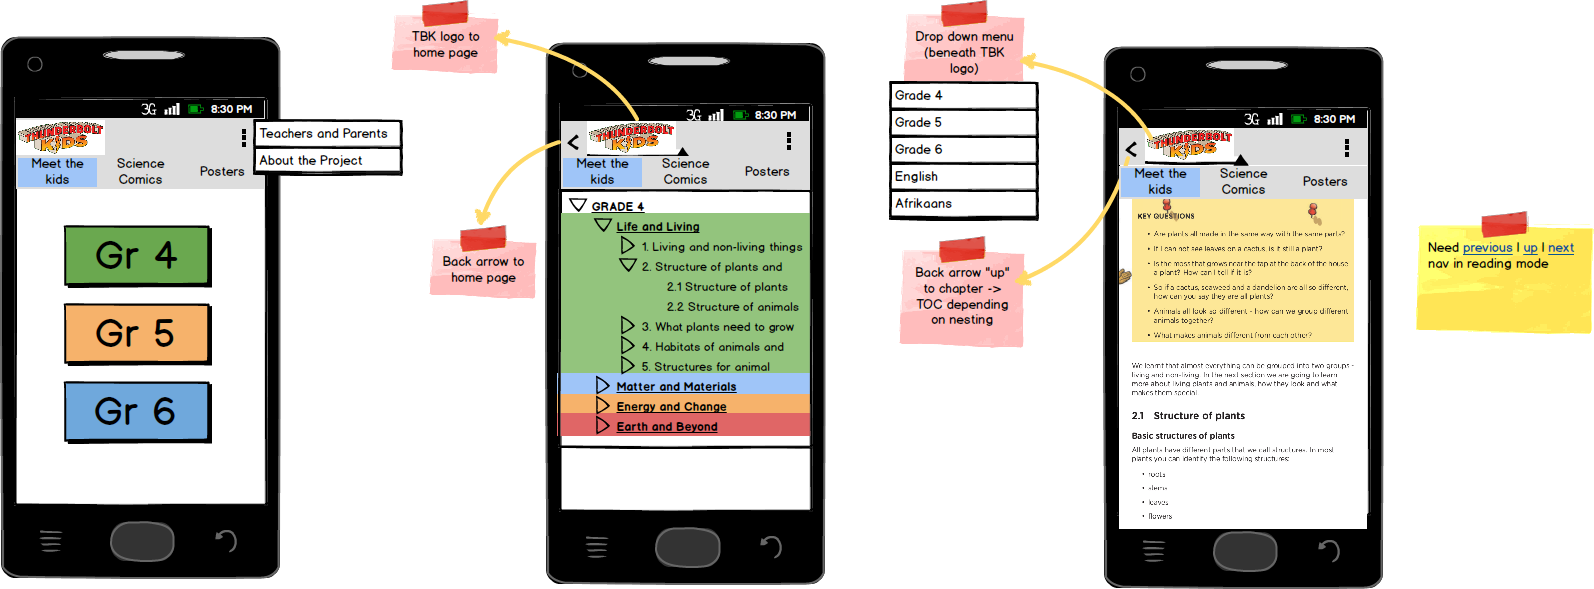 3G 8:30 PM
THUNDERBOLT
KIDS
Meet the
kids
Science
Comics
Posters
Teachers and Parents
About the Project
Gr 4
Gr 5
Gr 6
TBK logo to
home page
Back arrow to
home page
3G 8:30 PM
THUNDERBOLT
KIDS
Meet the
kids
Science
Comics
Posters
GRADE 4
Life and Living
1. Living and non-living things
2. Structure of plants and
2.1 Structure of plants
2.2 Structure of animals
3. What plants need to grow
4. Habitats of animals and
5. Structures for animal
Matter and Materials
Energy and Change
Earth and Beyond
Drop down menu
(beneath TBK
logo)
Grade 4
Grade 5
Grade 6
English
Afrikaans
Back arrow "up"
to chapter ->
TOC depending
on nesting
3G 8:30 PM
THUNDERBOLT
KIDS
Meet the
kids
Science
Comics
Posters
KEY QUESTIONS
• Are plants all made in the same way with the same parts?
• If I can not see leaves on a cactus, is it still a plant?
• Is the moss that grows near the tap at the back of the house
a plant? How can I tell if it is?
• So if a cactus, seaweed and a dandelion are all so different,
how can you say they are all plants?
• Animals all look so different - how can we group different
animals together?
• What makes animals different from each other?
We learnt that almost everything can be grouped into two groups -
living and non-living. In the next section we are going to learn
more about living plants and animals, how they look and what
makes them special.
2.1 Structure of plants
Basic structures of plants
All plants have different parts that we call structures. In most
plants you can identify the following structures:
• roots
• stems
• leaves
• flowers
Need previous | up | next
nav in reading mode